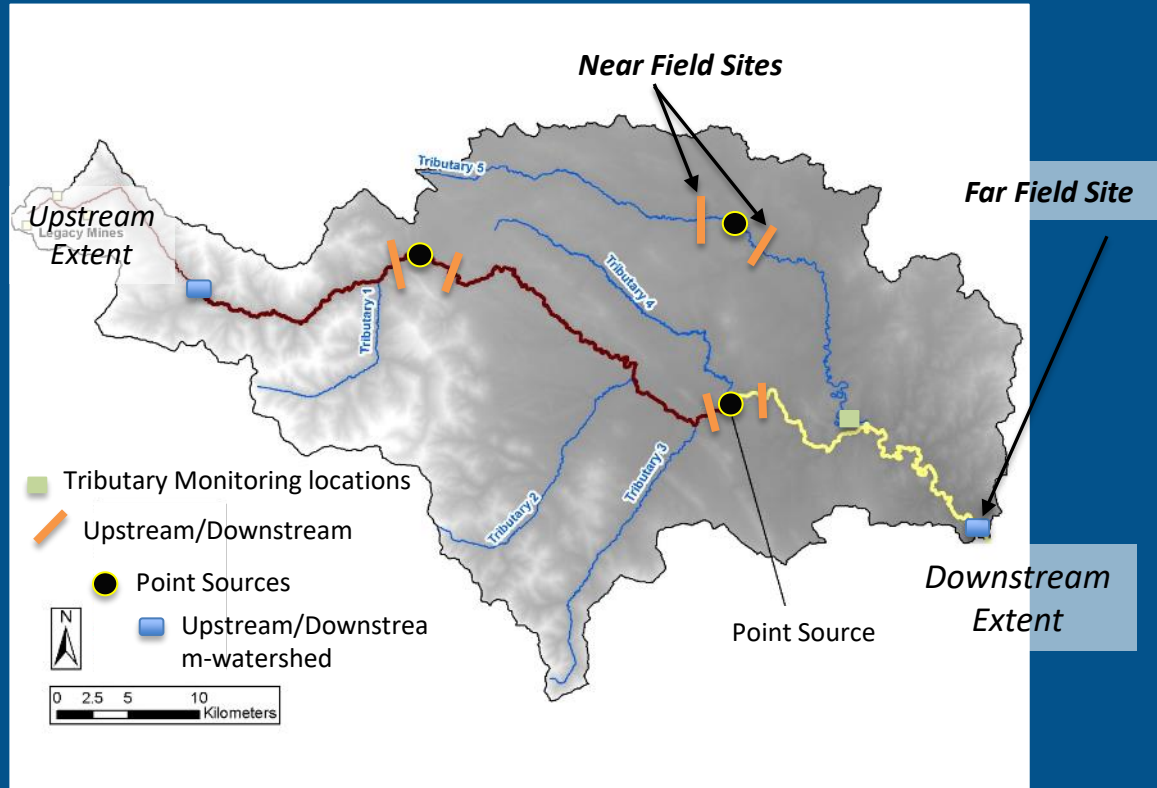 Near Field Sites
Far Field Site
Tributary 5
Upstream
Legacy Mines
Extent
Tributary 4
Tributary 1
Tributary 3
Tributary 2
Tributary Monitoring locations
Upstream/Downstream
Point Sources
Upstream/Downstrea
m-watershed
Point Source
Downstream
Extent
N
0 2.5 5 10
Kilometers